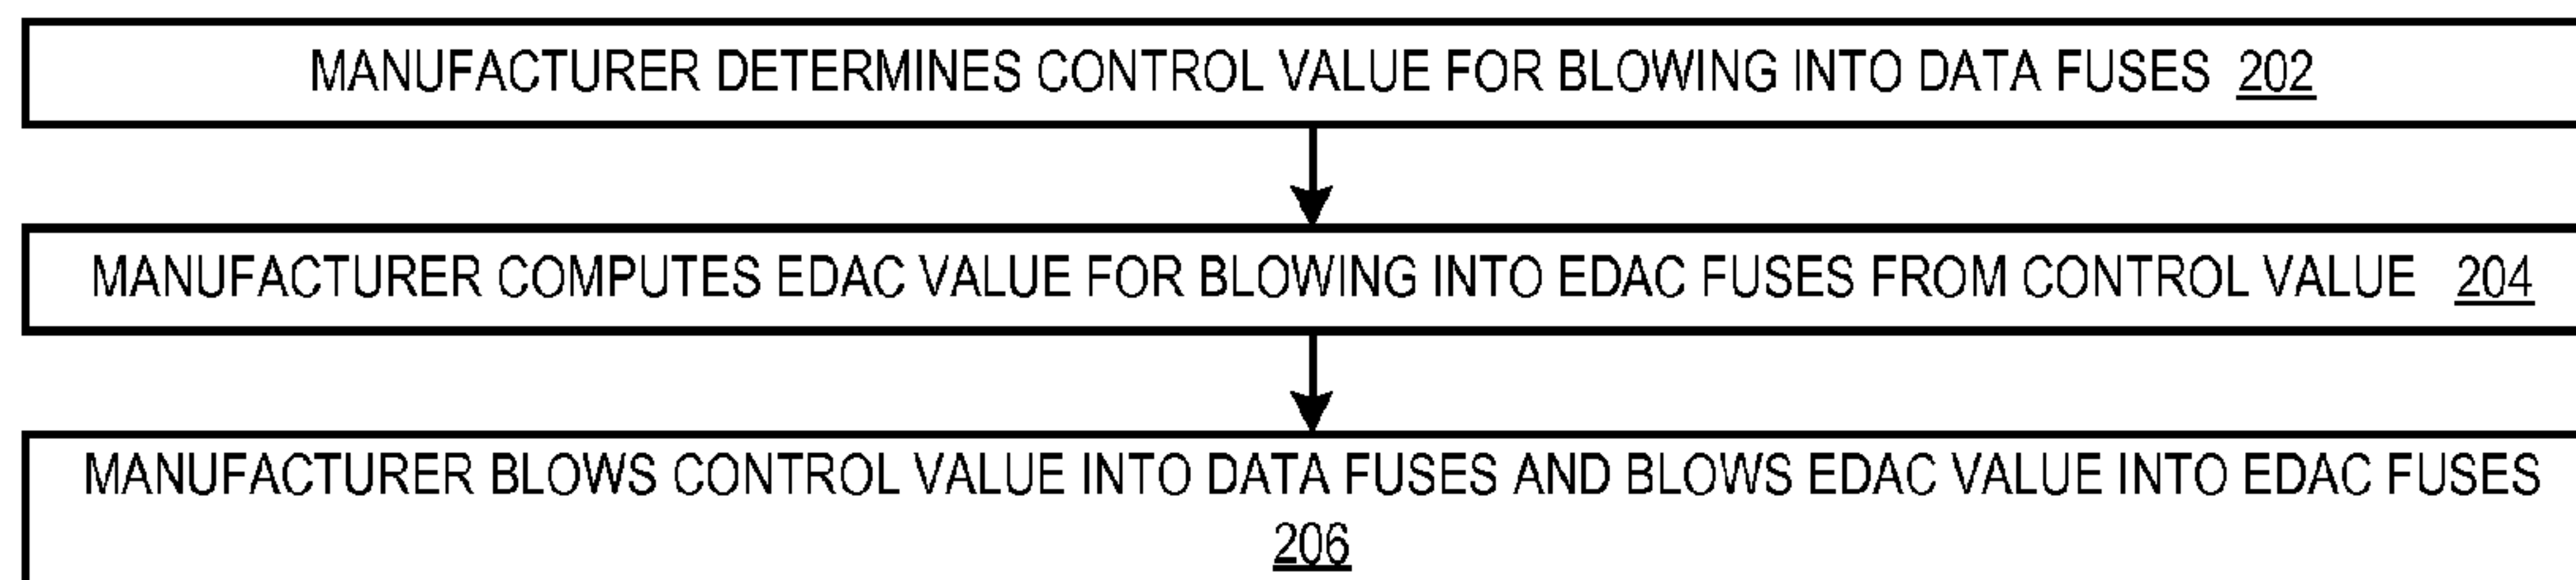 MANUFACTURER DETERMINES CONTROL VALUE FOR BLOWING INTO DATA FUSES 202
MANUFACTURER COMPUTES EDAC VALUE FOR BLOWING INTO EDAC FUSES FROM CONTROL VALUE 204
MANUFACTURER BLOWS CONTROL VALUE INTO DATA FUSES AND BLOWS EDAC VALUE INTO EDAC FUSES
206